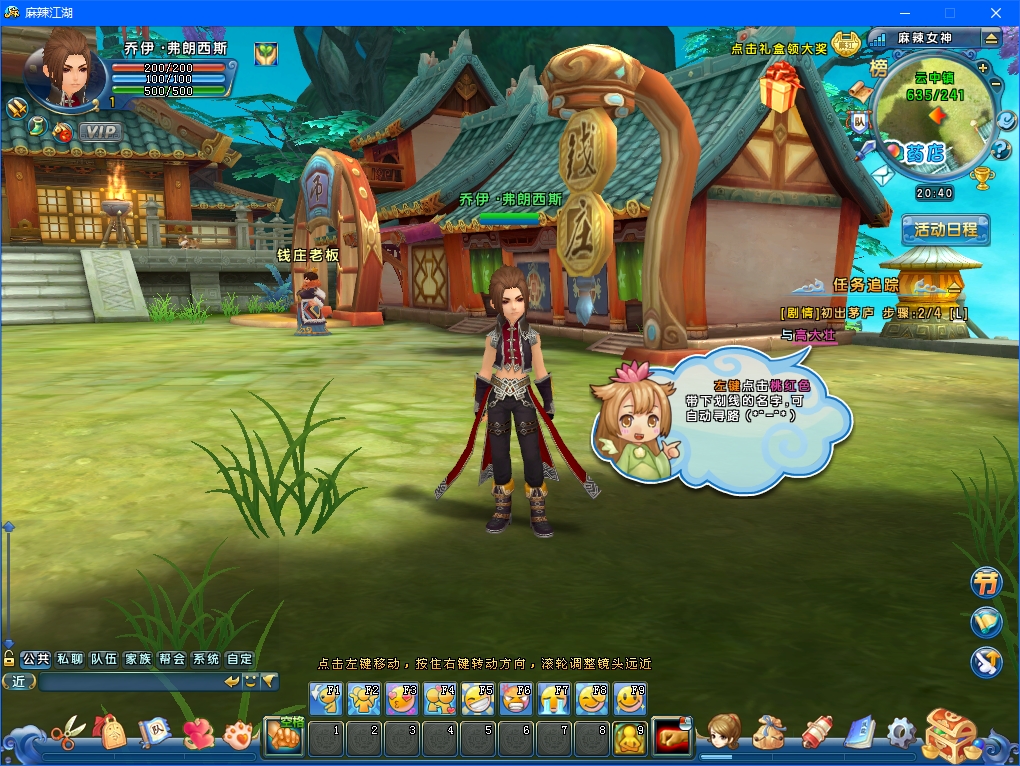 麻辣江湖
乔伊·弗朗西斯
200/200
100/100
500/500
1
VIP
点击礼盒领大奖
麻辣女神
榜
云中镇
635/241
队
药店
20:40
活动日程
币
钱庄
乔伊·弗朗西斯
钱庄老板
任务追踪
[剧情]初出茅庐 步骤:2/4 [L]
与高大壮
左键点击桃红色
带下划线的名字,可
自动寻路(*^-^*)
节
公共 私聊 队伍 家族 帮会 系统 自定
近
点击左键移动，按住右键转动方向，滚轮调整镜头远近
F1 F2 F3 F4 F5 F6 F7 F8 F9
空格 1 2 3 4 5 6 7 8 9
队